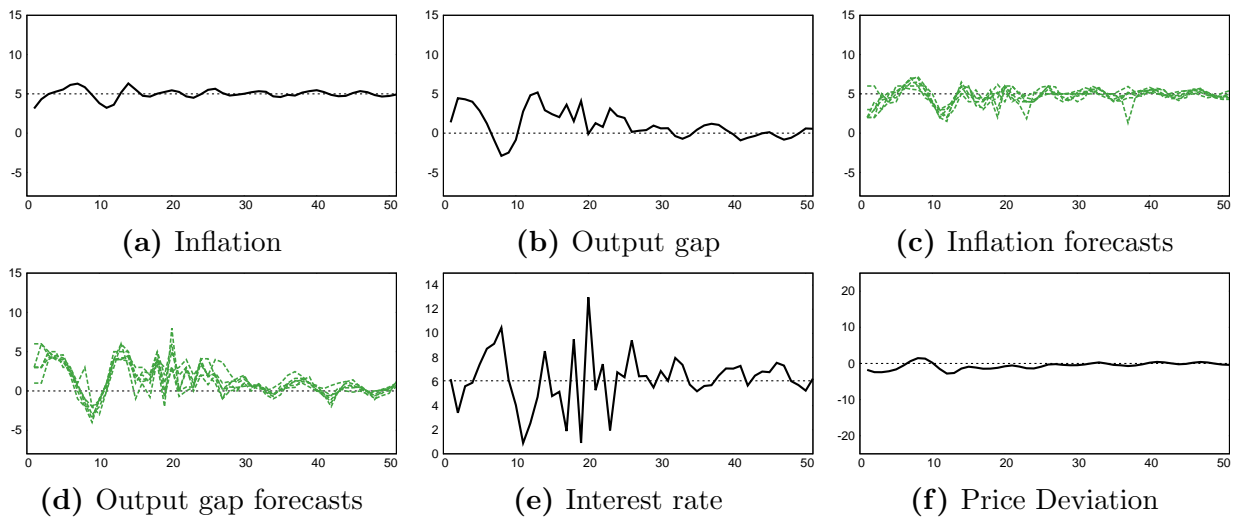 15 15 15
10 10 10
5 5 5
0 0 0
-5 -5 -5
0 10 20 30 40 50 0 10 20 30 40 50 0 10 20 30 40 50
(a) Inflation (b) Output gap (c) Inflation forecasts
15 14 20
10 12 10
5 10 0
0 8 -10
-5 6 -20
4
2
0
0 10 20 30 40 50 0 10 20 30 40 50 0 10 20 30 40 50
(d) Output gap forecasts (e) Interest rate (f) Price Deviation